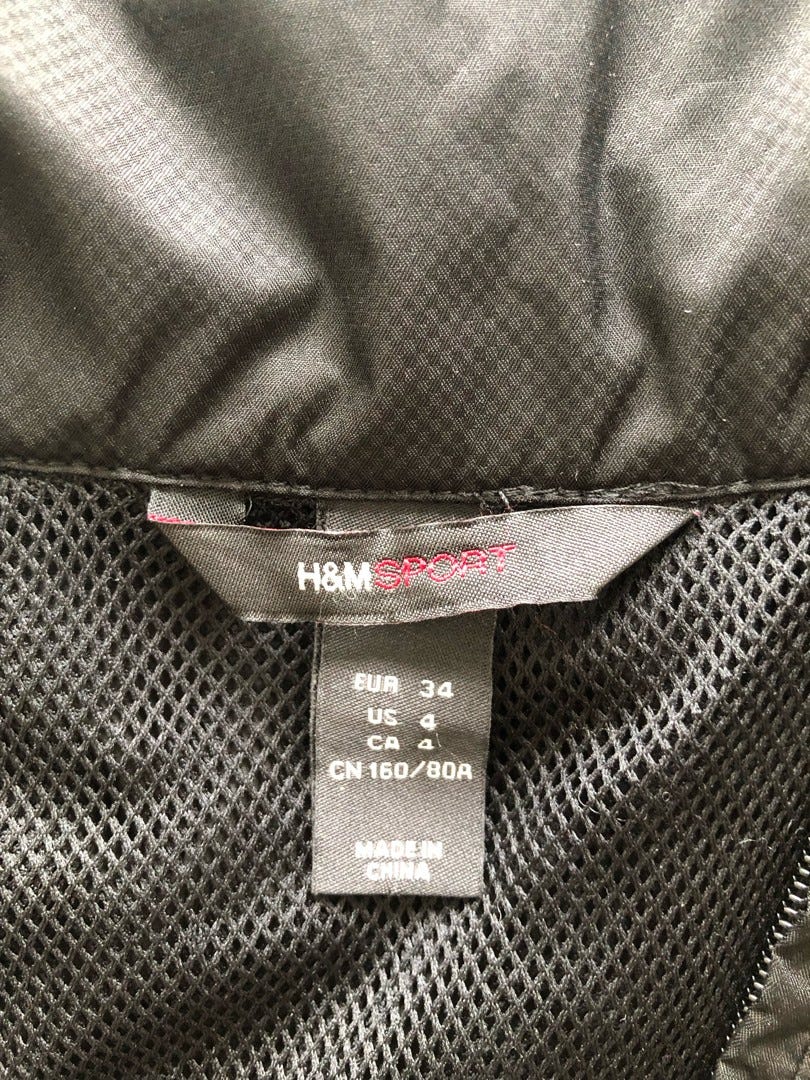 H&MSPORT
EUR 34
US 4
CA 4
CN 160/80A
MADE IN
CHINA